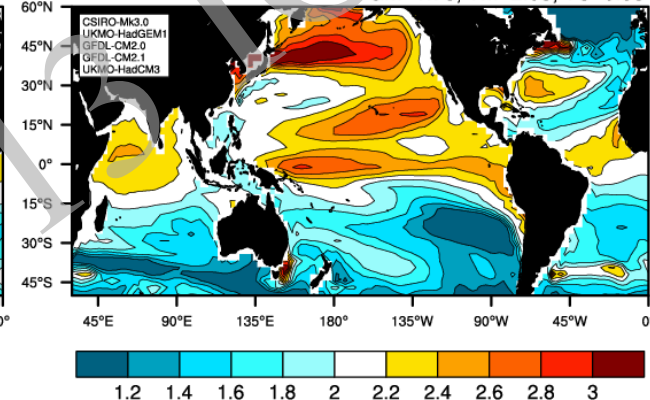 60°N
45°N
30°N
15°N
0°
15°S
30°S
45°S
CSIRO-Mk3.0
UKMO-HadGEM1
GFDL-CM2.0
GFDL-CM2.1
UKMO-HadCM3
0° 45°E 90°E 135°E 180° 135°W 90°W 45°W 0
1.2 1.4 1.6 1.8 2 2.2 2.4 2.6 2.8 3